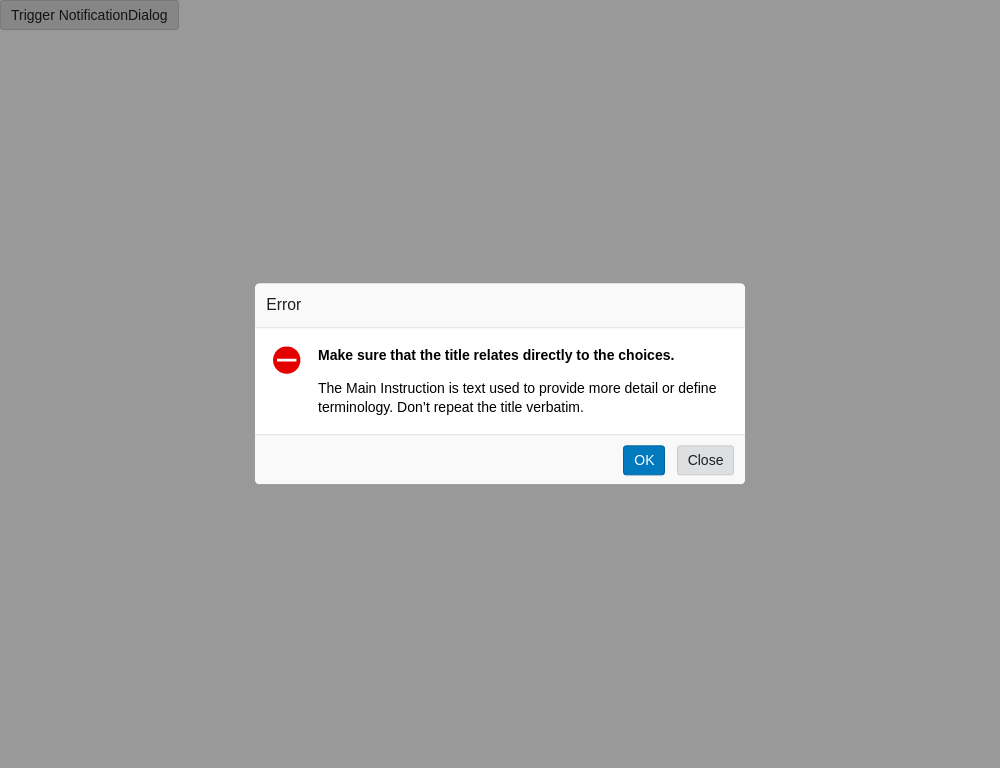 Trigger NotificationDialog
Error
Make sure that the title relates directly to the choices.
The Main Instruction is text used to provide more detail or define
terminology. Don’t repeat the title verbatim.
OK
Close